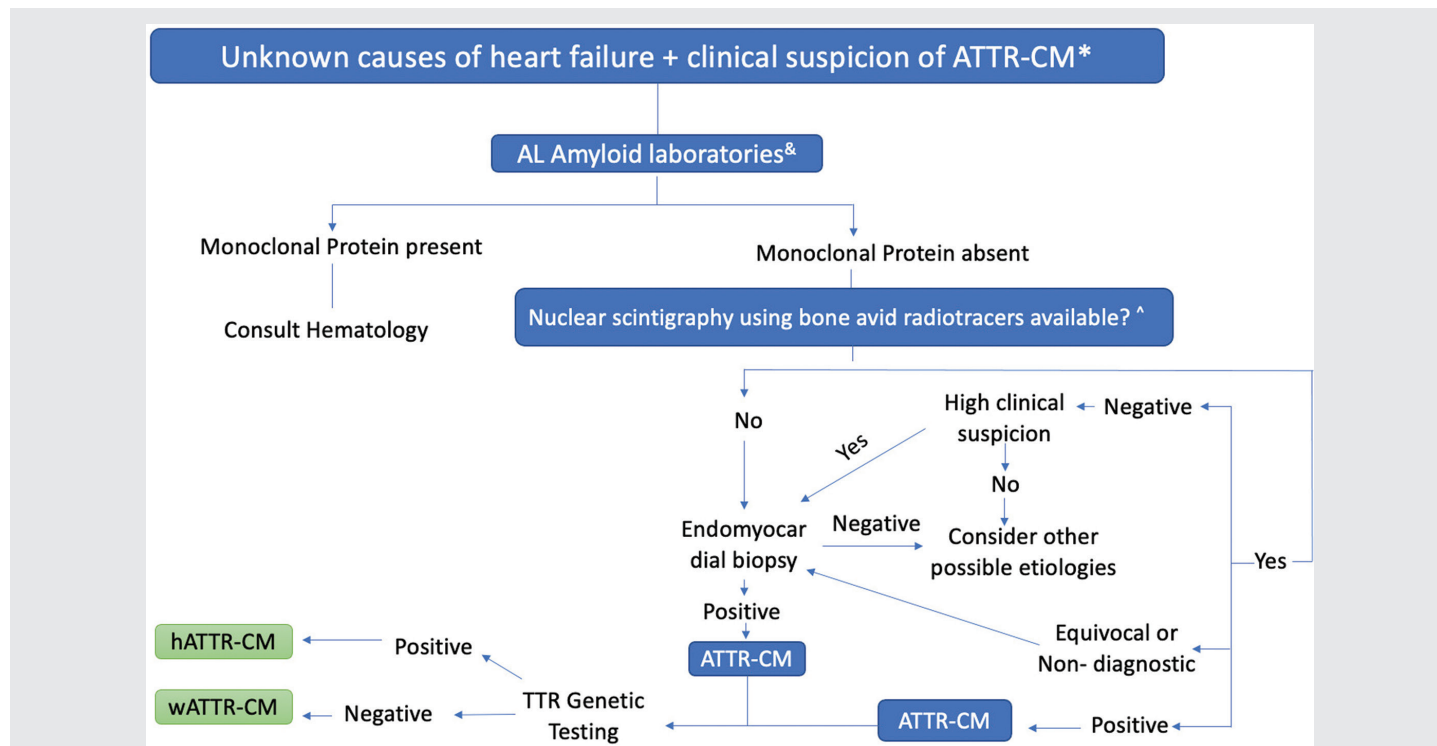 Unknown causes of heart failure + clinical suspicion of ATTR-CM*
AL Amyloid laboratories&
Monoclonal Protein present
Monoclonal Protein absent
Consult Hematology
Nuclear scintigraphy using bone avid radiotracers available? ^
No
High clinical
suspicion
Negative
Yes
No
Endomyocar
dial biopsy
Negative
Consider other
possible etiologies
Yes
Positive
Equivocal or
Non- diagnostic
ATTR-CM
hATTR-CM
Positive
wATTR-CM
Negative
TTR Genetic
Testing
ATTR-CM
Positive